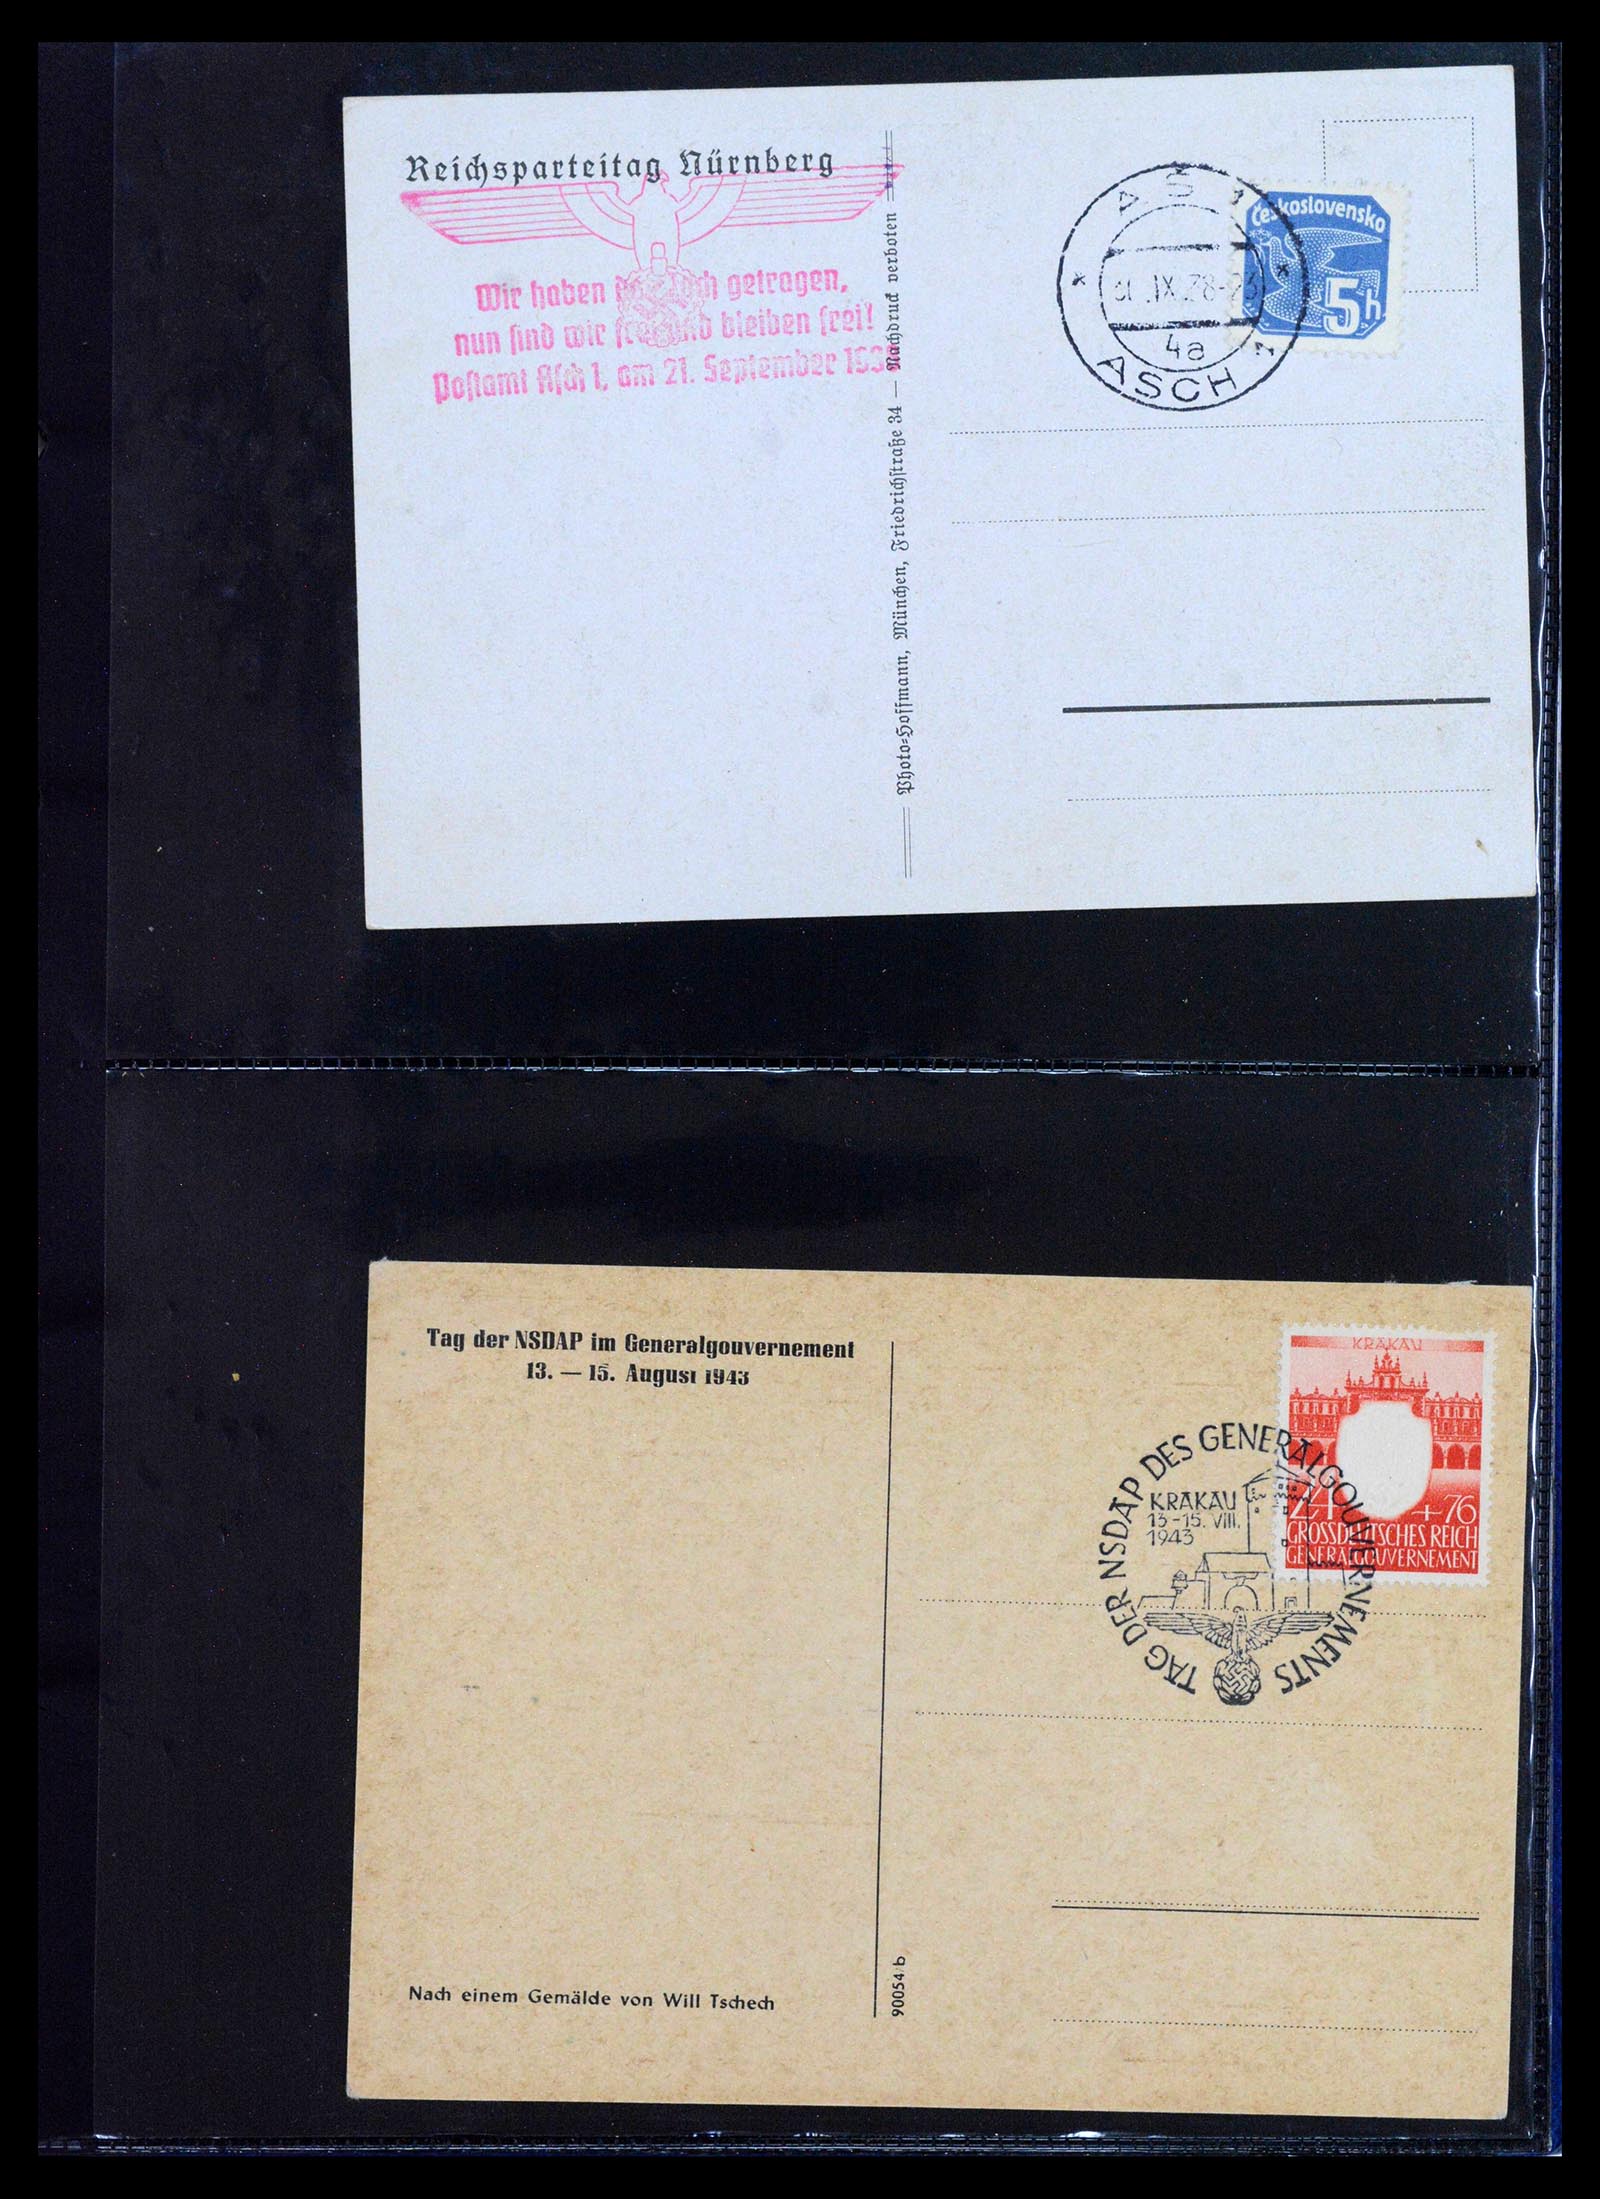 Reichsparteitag Nürnberg
Wir haben getragen,
nun sind wir frei und bleiben frei!
Postamt Asch 1, am 21. September
Photo-Hoffmann, München, Friedrichstraße 34 — Nachdruck verboten
IX.
4a
ASCH
Československo
5h
Tag der NSDAP im Generalgouvernement
13. — 15. August 1943
KRAKAU
24+76
GROSSDEUTSCHES REICH
GENERALGOUVERNEMENT
TAG DER NSDAP DES GENERALGOUVERNEMENTS
KRAKAU
13-15. VIII.
1943
Nach einem Gemälde von Will Tschech
90054/b